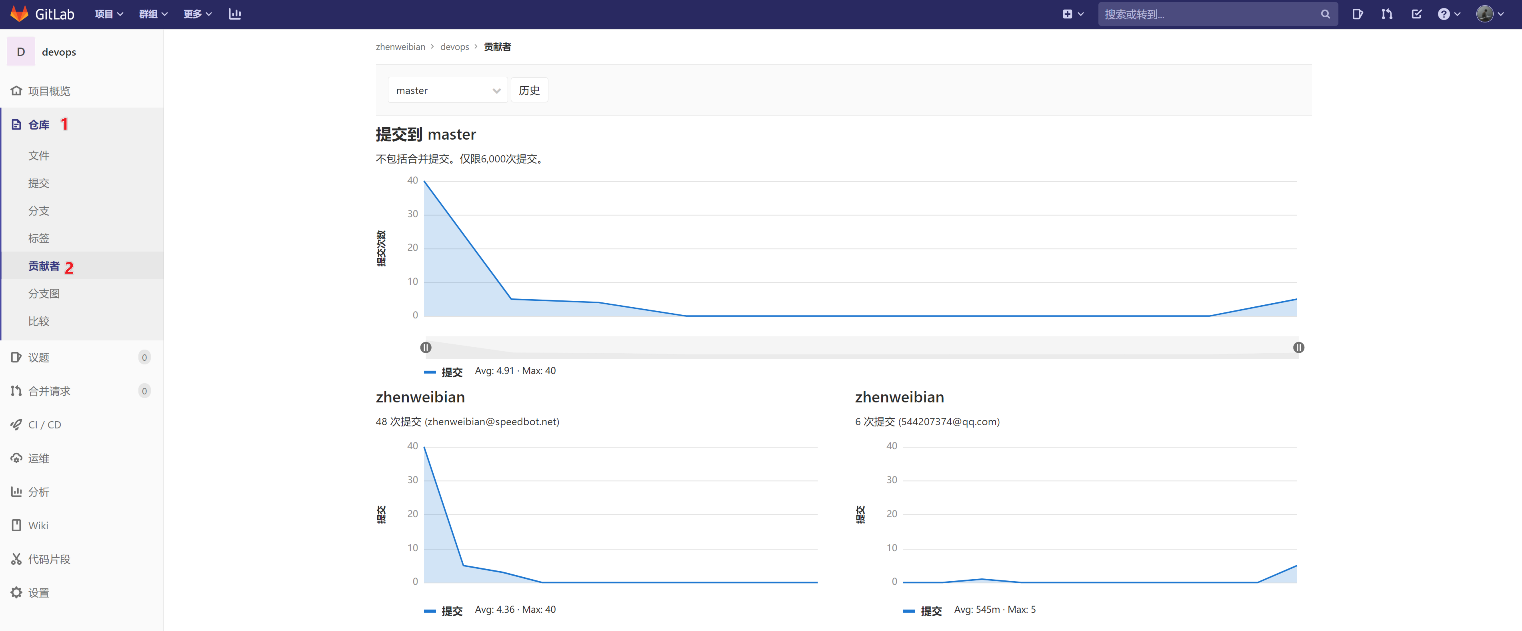 GitLab 项目 群组 更多 搜索或转到...
D devops
项目概览
仓库 1
文件
提交
分支
标签
贡献者 2
分支图
比较
议题 0
合并请求 0
CI / CD
运维
分析
Wiki
代码片段
设置
zhenweibian > devops > 贡献者
master 历史
提交到 master
不包括合并提交。仅限6,000次提交。
提交次数
40
30
20
10
0
提交 Avg: 4.91 · Max: 40
zhenweibian
48 次提交 (zhenweibian@speedbot.net)
提交
40
30
20
10
0
提交 Avg: 4.36 · Max: 40
zhenweibian
6 次提交 (544207374@qq.com)
提交
40
30
20
10
0
提交 Avg: 545m · Max: 5